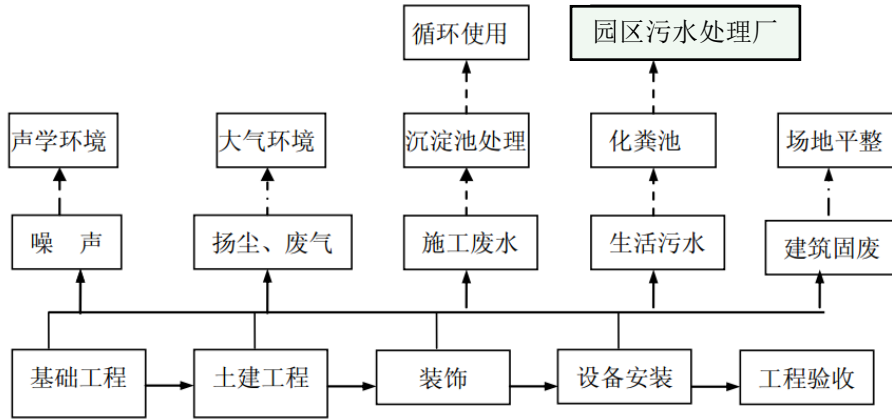 循环使用
园区污水处理厂
声学环境
大气环境
沉淀池处理
化粪池
场地平整
噪 声
扬尘、废气
施工废水
生活污水
建筑固废
基础工程
土建工程
装饰
设备安装
工程验收